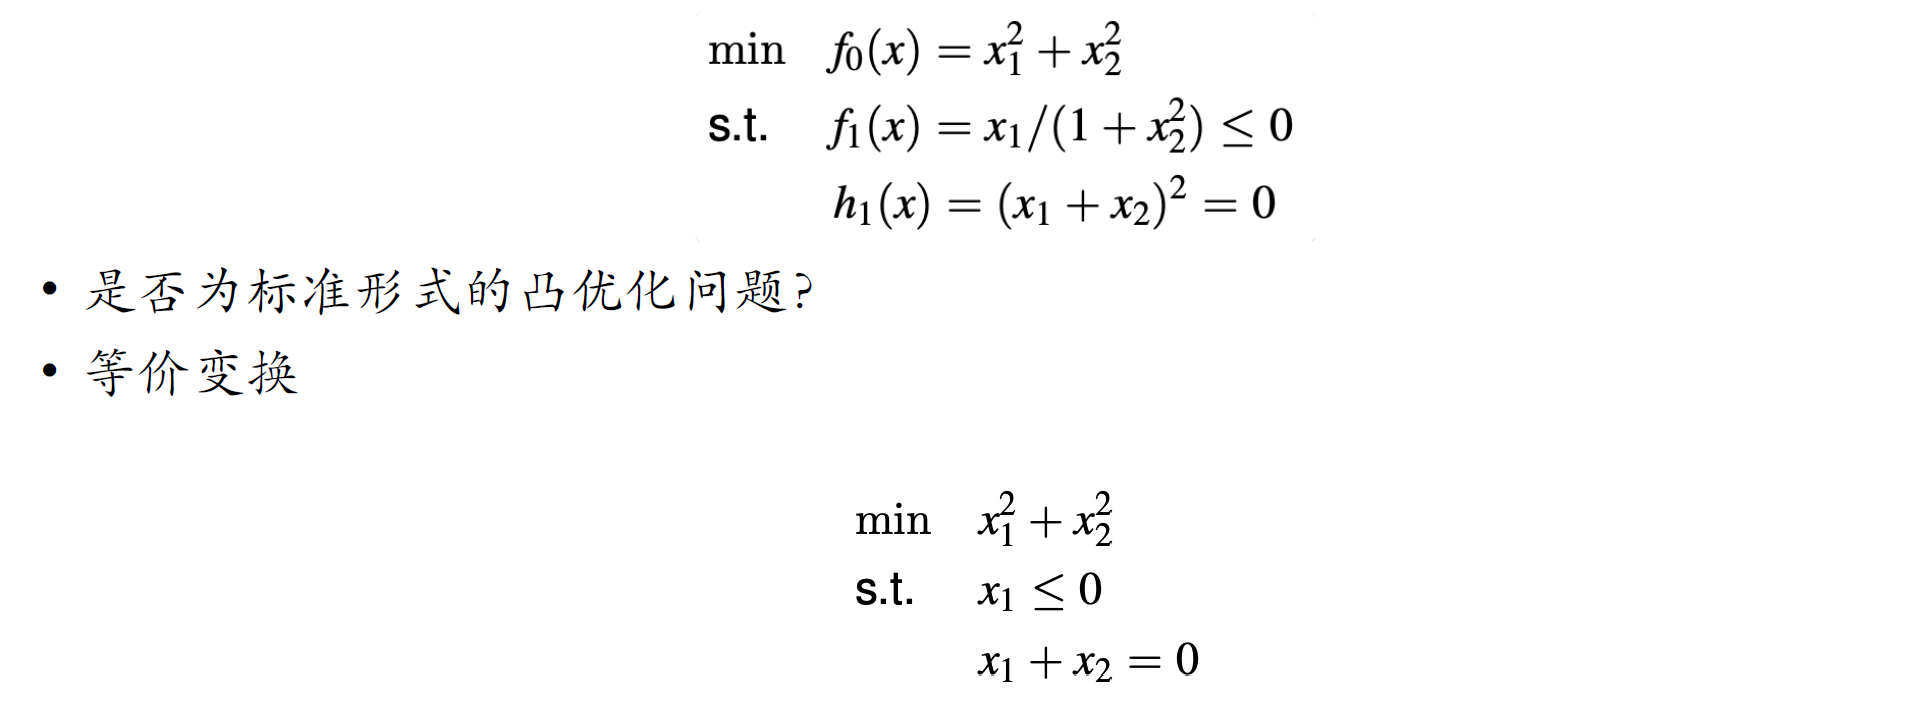 min f₀(x) = x₁² + x₂²
s.t. f₁(x) = x₁/(1 + x₂²) ≤ 0
h₁(x) = (x₁ + x₂)² = 0
• 是否为标准形式的凸优化问题?
• 等价变换
min x₁² + x₂²
s.t. x₁ ≤ 0
x₁ + x₂ = 0